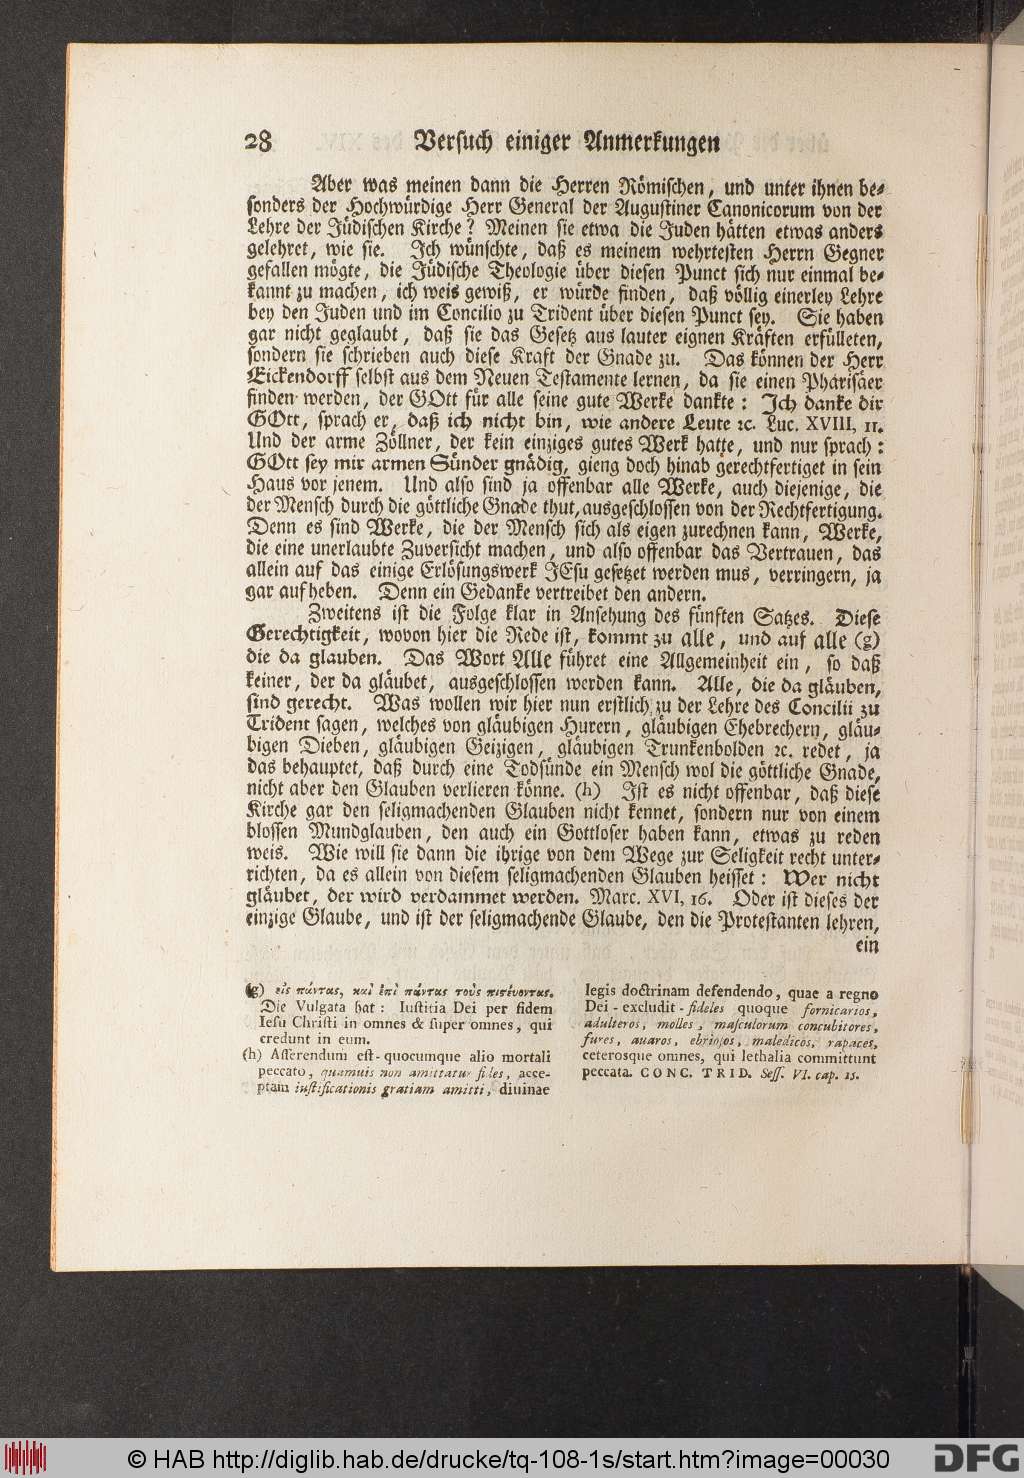 28 Versuch einiger Anmerkungen
Aber was meinen dann die Herren Römischen, und unter ihnen be-
sonders der Hochwürdige Herr General der Augustiner Canonicorum von der
Lehre der Jüdischen Kirche? Meinen sie etwa die Juden hätten etwas anders
gelehret, wie sie. Ich wünschte, daß es meinem wehrtesten Herrn Gegner
gefallen mögte, die Jüdische Theologie über diesen Punct sich nur einmal be-
kannt zu machen, ich weis gewiß, er würde finden, daß völlig einerley Lehre
bey den Juden und im Concilio zu Trident über diesen Punct sey. Sie haben
gar nicht geglaubt, daß sie das Gesetz aus lauter eignen Kräften erfülleten,
sondern sie schrieben auch diese Kraft der Gnade zu. Das können der Herr
Eickendorff selbst aus dem Neuen Testamente lernen, da sie einen Pharisäer
finden werden, der GOtt für alle seine gute Werke dankte: Ich danke dir
GOtt, sprach er, daß ich nicht bin, wie andere Leute ꝛc. Luc. XVIII, 11.
Und der arme Zöllner, der kein einziges gutes Werk hatte, und nur sprach:
GOtt sey mir armen Sünder gnädig, gieng doch hinab gerechtfertiget in sein
Haus vor jenem. Und also sind ja offenbar alle Werke, auch diejenige, die
der Mensch durch die göttliche Gnade thut, ausgeschlossen von der Rechtfertigung.
Denn es sind Werke, die der Mensch sich als eigen zurechnen kann, Werke,
die eine unerlaubte Zuversicht machen, und also offenbar das Vertrauen, das
allein auf das einige Erlösungswerk JEsu gesetzet werden mus, verringern, ja
gar aufheben. Denn ein Gedanke vertreibet den andern.
Zweitens ist die Folge klar in Ansehung des fünften Satzes. Diese
Gerechtigkeit, wovon hier die Rede ist, kommt zu alle, und auf alle (g)
die da glauben. Das Wort Alle führet eine Allgemeinheit ein, so daß
keiner, der da gläubet, ausgeschlossen werden kann. Alle, die da gläuben,
sind gerecht. Was wollen wir hier nun erstlich zu der Lehre des Concilii zu
Trident sagen, welches von gläubigen Hurern, gläubigen Ehebrechern, gläu-
bigen Dieben, gläubigen Geizigen, gläubigen Trunkenbolden ꝛc. redet, ja
das behauptet, daß durch eine Todsünde ein Mensch wol die göttliche Gnade,
nicht aber den Glauben verlieren könne. (h) Ist es nicht offenbar, daß diese
Kirche gar den seligmachenden Glauben nicht kennet, sondern nur von einem
blossen Mundglauben, den auch ein Gottloser haben kann, etwas zu reden
weis. Wie will sie dann die ihrige von dem Wege zur Seligkeit recht unter-
richten, da es allein von diesem seligmachenden Glauben heisset: Wer nicht
gläubet, der wird verdammet werden. Marc. XVI, 16. Oder ist dieses der
einzige Glaube, und ist der seligmachende Glaube, den die Protestanten lehren,
ein
(g) εἰς πάντας, καὶ ἐπὶ πάντας τοὺς πιστέυοντας.
Die Vulgata hat: Iustitia Dei per fidem
Iesu Christi in omnes & super omnes, qui
credunt in eum.
(h) Asserendum est - quocumque alio mortali
peccato, quamuis non amittatur fides, acce-
ptam iustificationis gratiam amitti, diuinae
legis doctrinam defendendo, quae a regno
Dei - excludit - fideles quoque fornicarios,
adulteros, molles, masculorum concubitores,
fures, auaros, ebriosos, maledicos, rapaces,
ceterosque omnes, qui lethalia committunt
peccata. CONC. TRID. Sess. VI. cap. 15.
© HAB http://diglib.hab.de/drucke/tq-108-1s/start.htm?image=00030
DFG